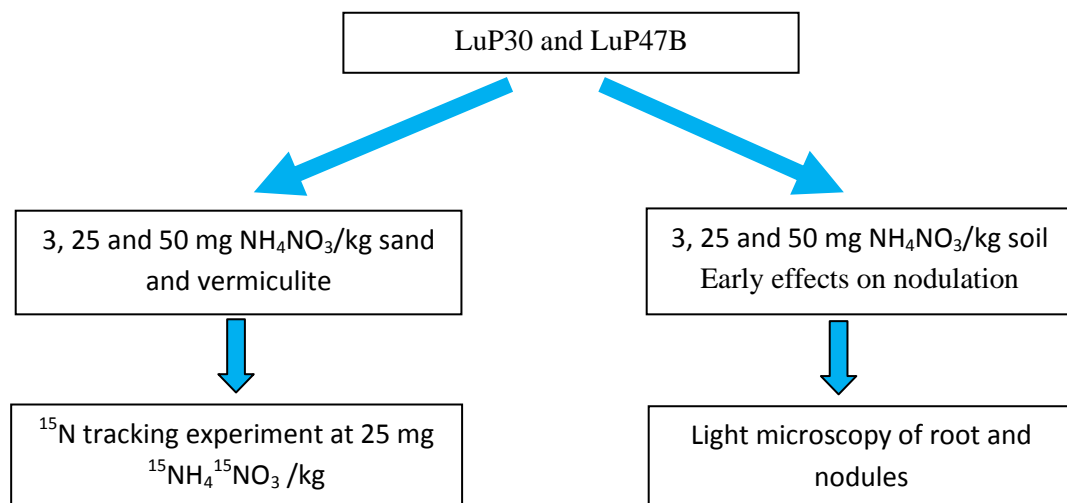 LuP30 and LuP47B
3, 25 and 50 mg NH₄NO₃/kg sand
and vermiculite
3, 25 and 50 mg NH₄NO₃/kg soil
Early effects on nodulation
¹⁵N tracking experiment at 25 mg
¹⁵NH₄¹⁵NO₃ /kg
Light microscopy of root and
nodules